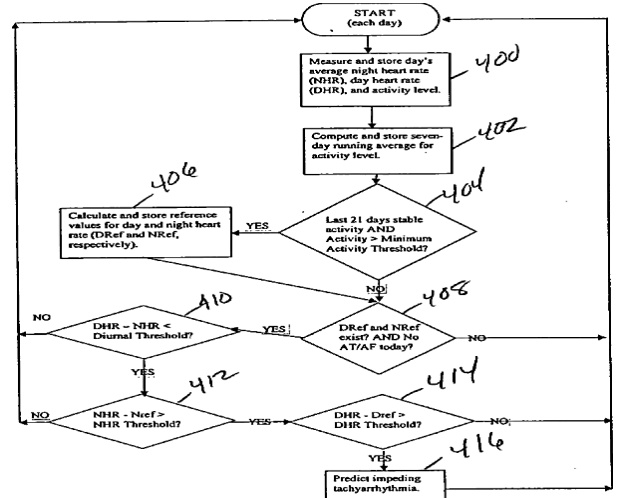 START
(each day)
Measure and store day's
average night heart rate
(NHR), day heart rate
(DHR), and activity level.
400
Compute and store seven-
day running average for
activity level.
402
406
404
Calculate and store reference
values for day and night heart
rate (DRef and NRef,
respectively).
YES
Last 21 days stable
activity AND
Activity > Minimum
Activity Threshold?
NO
408
410
NO
DHR – NHR <
Diurnal Threshold?
YES
DRef and NRef
exist? AND No
AT/AF today?
NO
YES
412
414
NO
NHR - Nref >
NHR Threshold?
YES
DHR - Dref >
DHR Threshold?
NO
YES
416
Predict impeding
tachyarrhythmia.